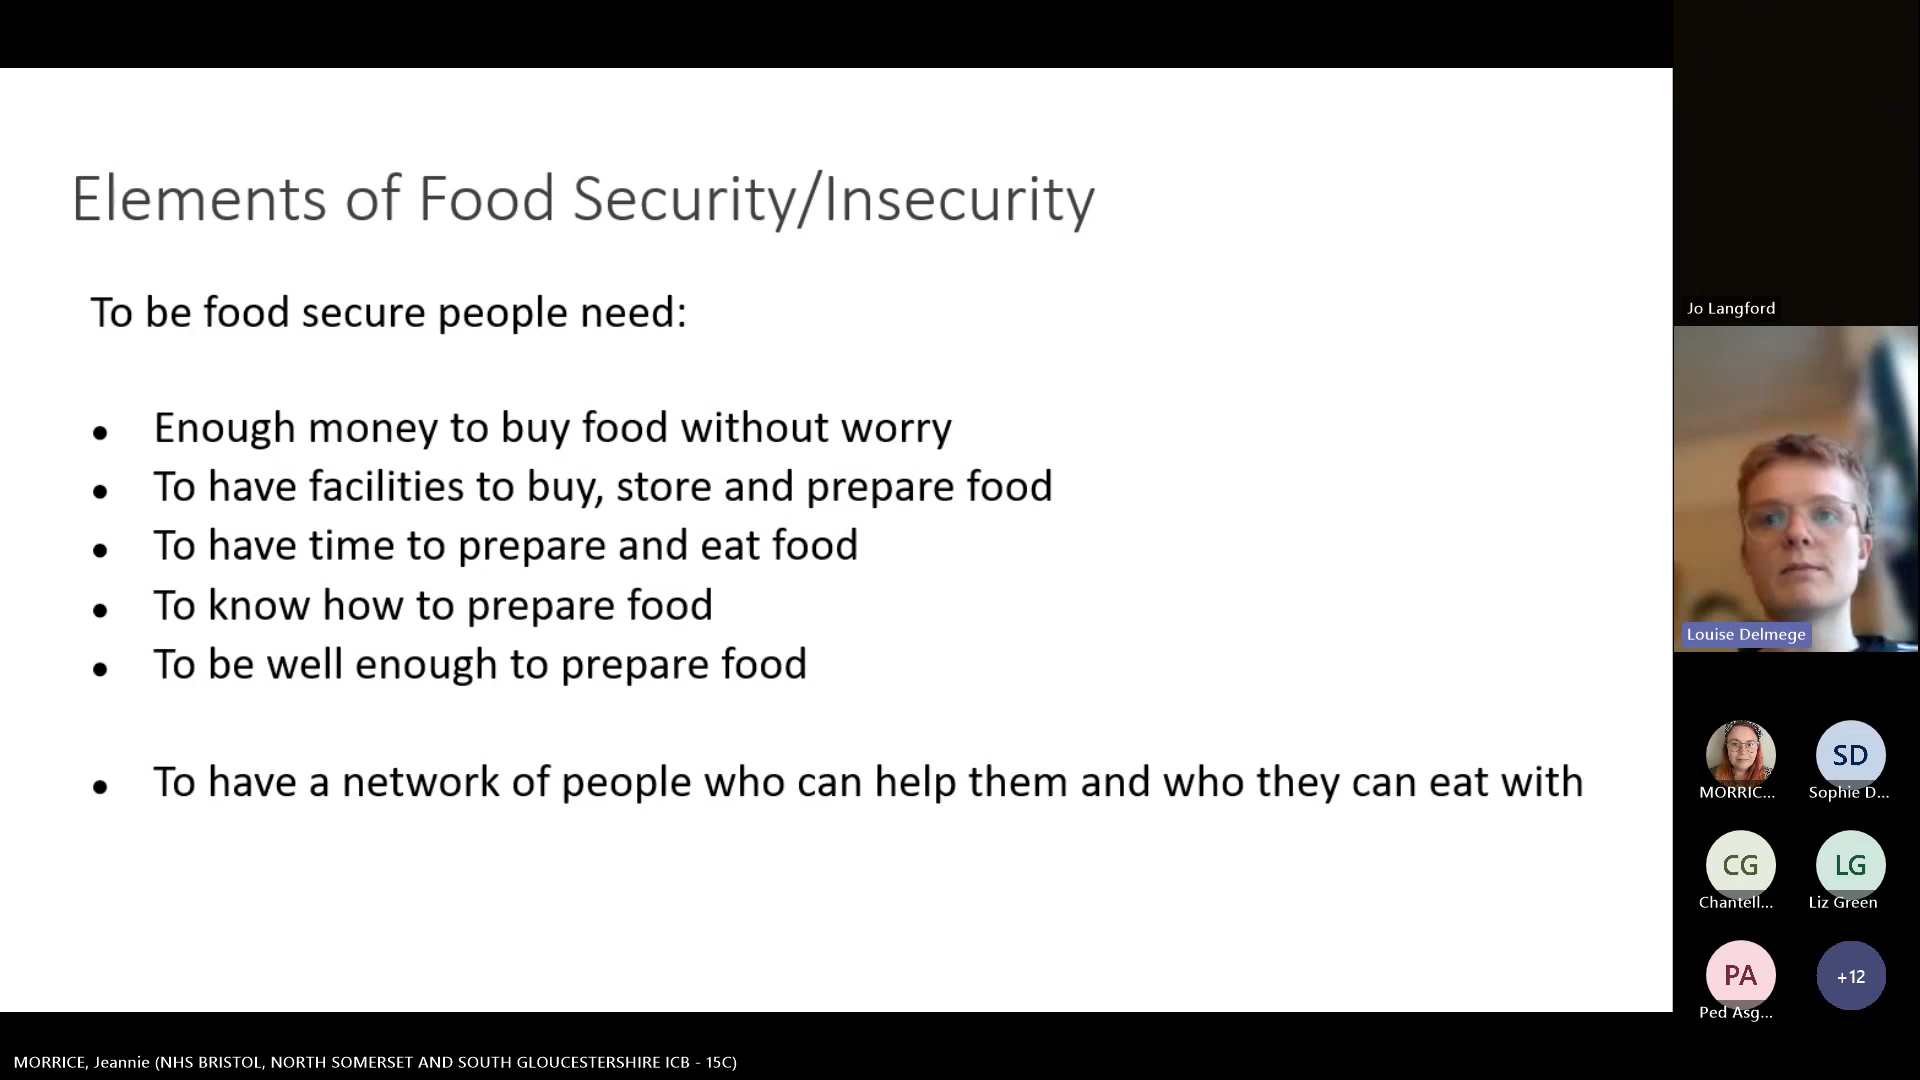 Elements of Food Security/Insecurity
To be food secure people need:
• Enough money to buy food without worry
• To have facilities to buy, store and prepare food
• To have time to prepare and eat food
• To know how to prepare food
• To be well enough to prepare food
• To have a network of people who can help them and who they can eat with
Jo Langford
Louise Delmege
MORRIC...
SD
Sophie D...
CG
Chantell...
LG
Liz Green
PA
Ped Asg...
+12
MORRICE, Jeannie (NHS BRISTOL, NORTH SOMERSET AND SOUTH GLOUCESTERSHIRE ICB - 15C)